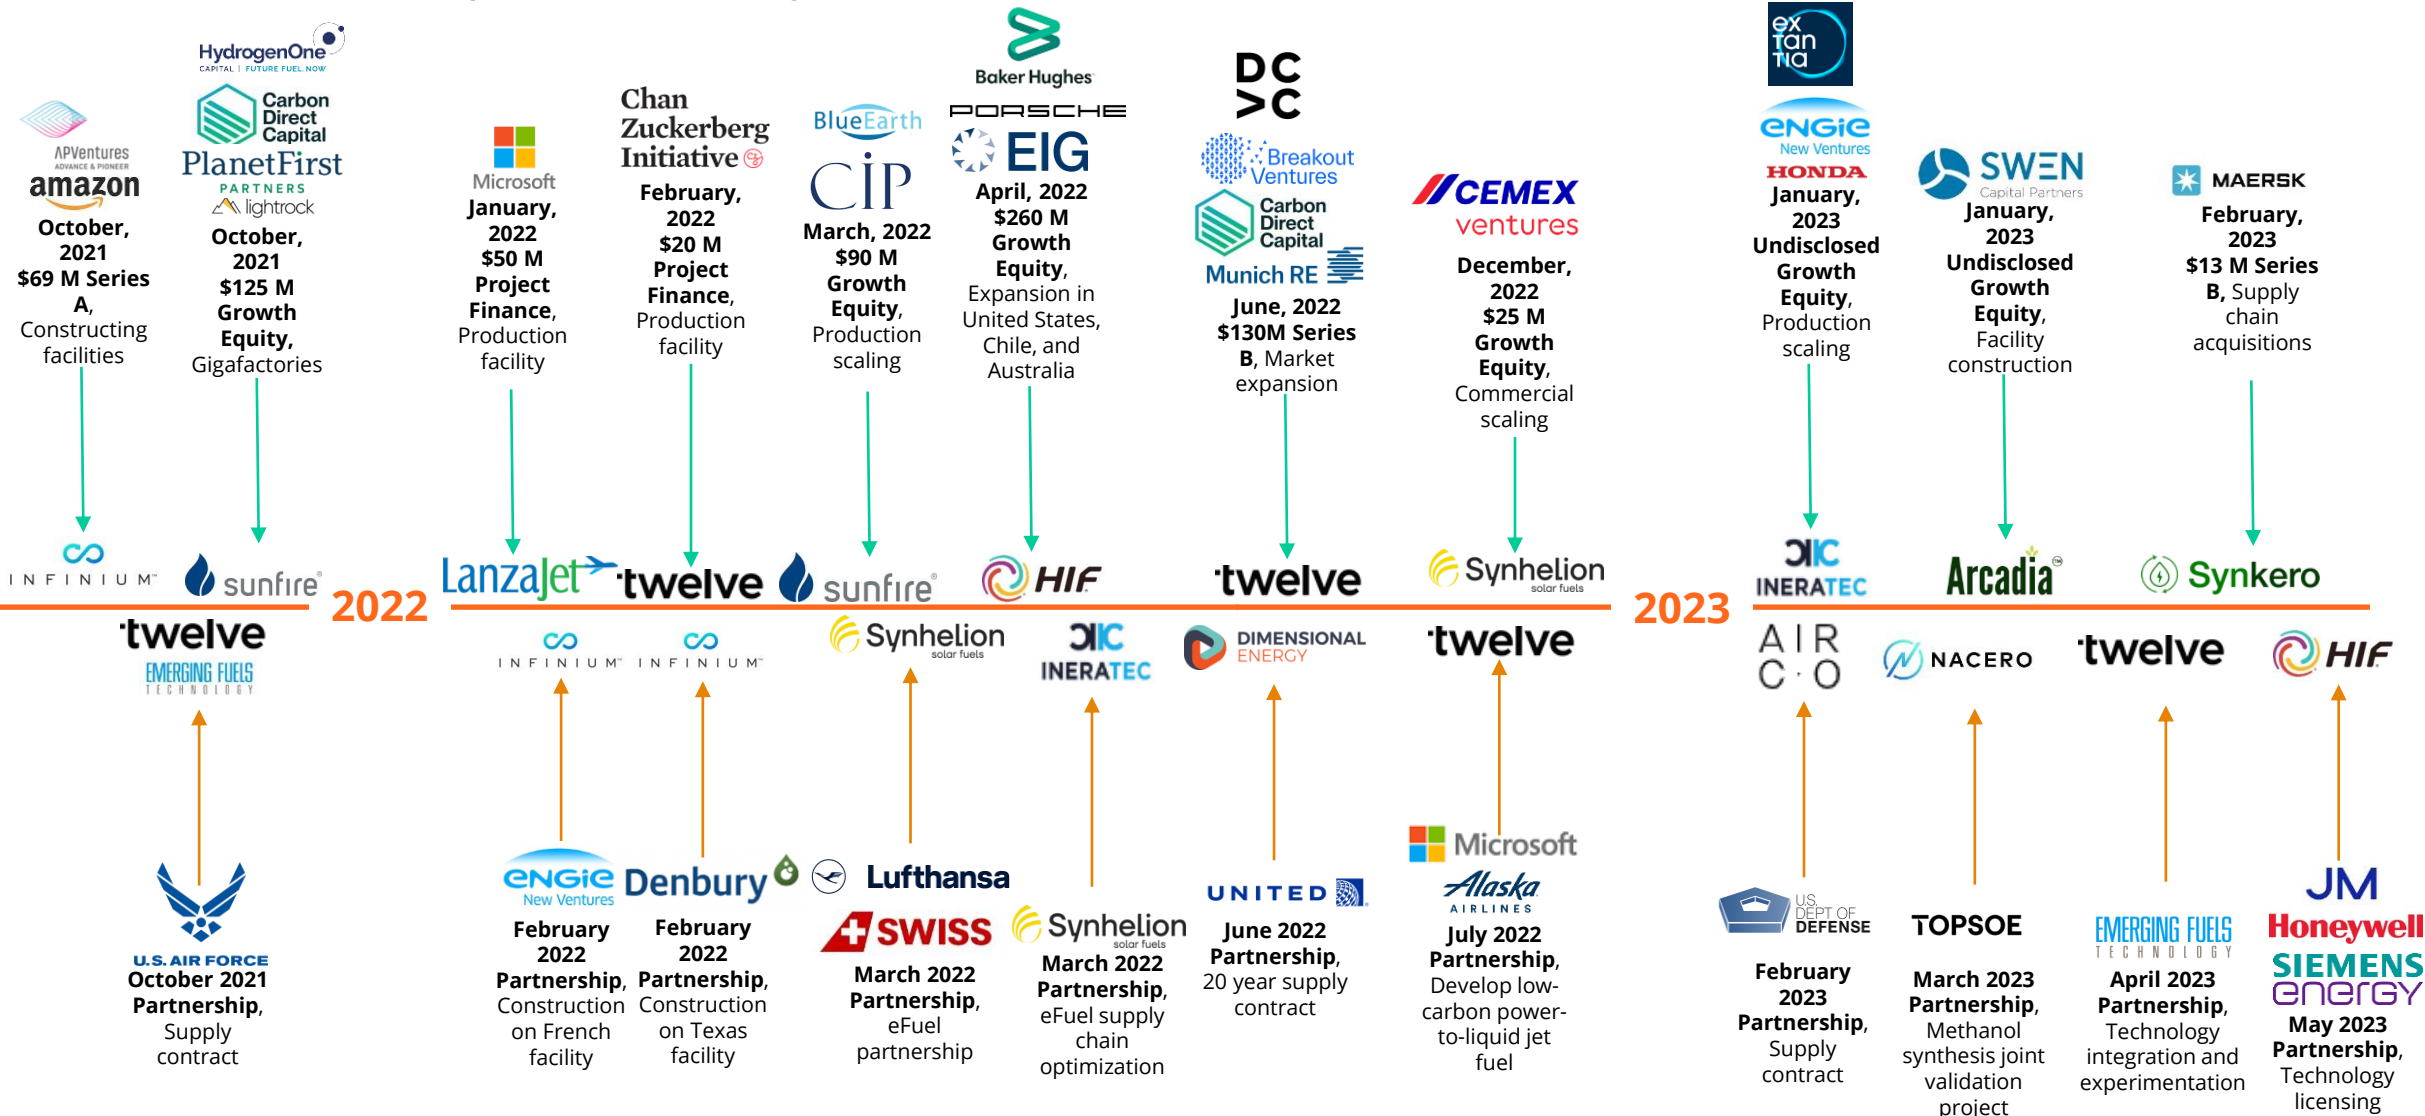 APVentures
ADVANCE & PIONEER
amazon
October,
2021
$69 M Series
A,
Constructing
facilities
HydrogenOne
CAPITAL | FUTURE FUEL. NOW
Carbon
Direct
Capital
PlanetFirst
PARTNERS
lightrock
October,
2021
$125 M
Growth
Equity,
Gigafactories
Microsoft
January,
2022
$50 M
Project
Finance,
Production
facility
Chan
Zuckerberg
Initiative
February,
2022
$20 M
Project
Finance,
Production
facility
BlueEarth
CIP
March, 2022
$90 M
Growth
Equity,
Production
scaling
Baker Hughes
PORSCHE
EIG
April, 2022
$260 M
Growth
Equity,
Expansion in
United States,
Chile, and
Australia
DC
>C
Breakout
Ventures
Carbon
Direct
Capital
Munich RE
June, 2022
$130M Series
B, Market
expansion
CEMEX
ventures
December,
2022
$25 M
Growth
Equity,
Commercial
scaling
ex
Tan
Tia
ENGIE
New Ventures
HONDA
January,
2023
Undisclosed
Growth
Equity,
Production
scaling
SWEN
Capital Partners
January,
2023
Undisclosed
Growth
Equity,
Facility
construction
MAERSK
February,
2023
$13 M Series
B, Supply
chain
acquisitions
INFINIUM™
sunfire®
2022
LanzaJet
twelve
sunfire®
HIF
twelve
Synhelion
solar fuels
2023
INERATEC
Arcadia™
Synkero
twelve
EMERGING FUELS
TECHNOLOGY
INFINIUM™
INFINIUM™
Synhelion
solar fuels
INERATEC
DIMENSIONAL
ENERGY
twelve
AIR
C·O
NACERO
twelve
HIF
U.S. AIR FORCE
October 2021
Partnership,
Supply
contract
ENGIE
New Ventures
February
2022
Partnership,
Construction
on French
facility
Denbury
February
2022
Partnership,
Construction
on Texas
facility
Lufthansa
SWISS
March 2022
Partnership,
eFuel
partnership
Synhelion
solar fuels
March 2022
Partnership,
eFuel supply
chain
optimization
UNITED
June 2022
Partnership,
20 year supply
contract
Microsoft
Alaska
AIRLINES
July 2022
Partnership,
Develop low-
carbon power-
to-liquid jet
fuel
U.S.
DEPT OF
DEFENSE
February
2023
Partnership,
Supply
contract
TOPSOE
March 2023
Partnership,
Methanol
synthesis joint
validation
project
EMERGING FUELS
TECHNOLOGY
April 2023
Partnership,
Technology
integration and
experimentation
JM
Honeywell
SIEMENS
energy
May 2023
Partnership,
Technology
licensing